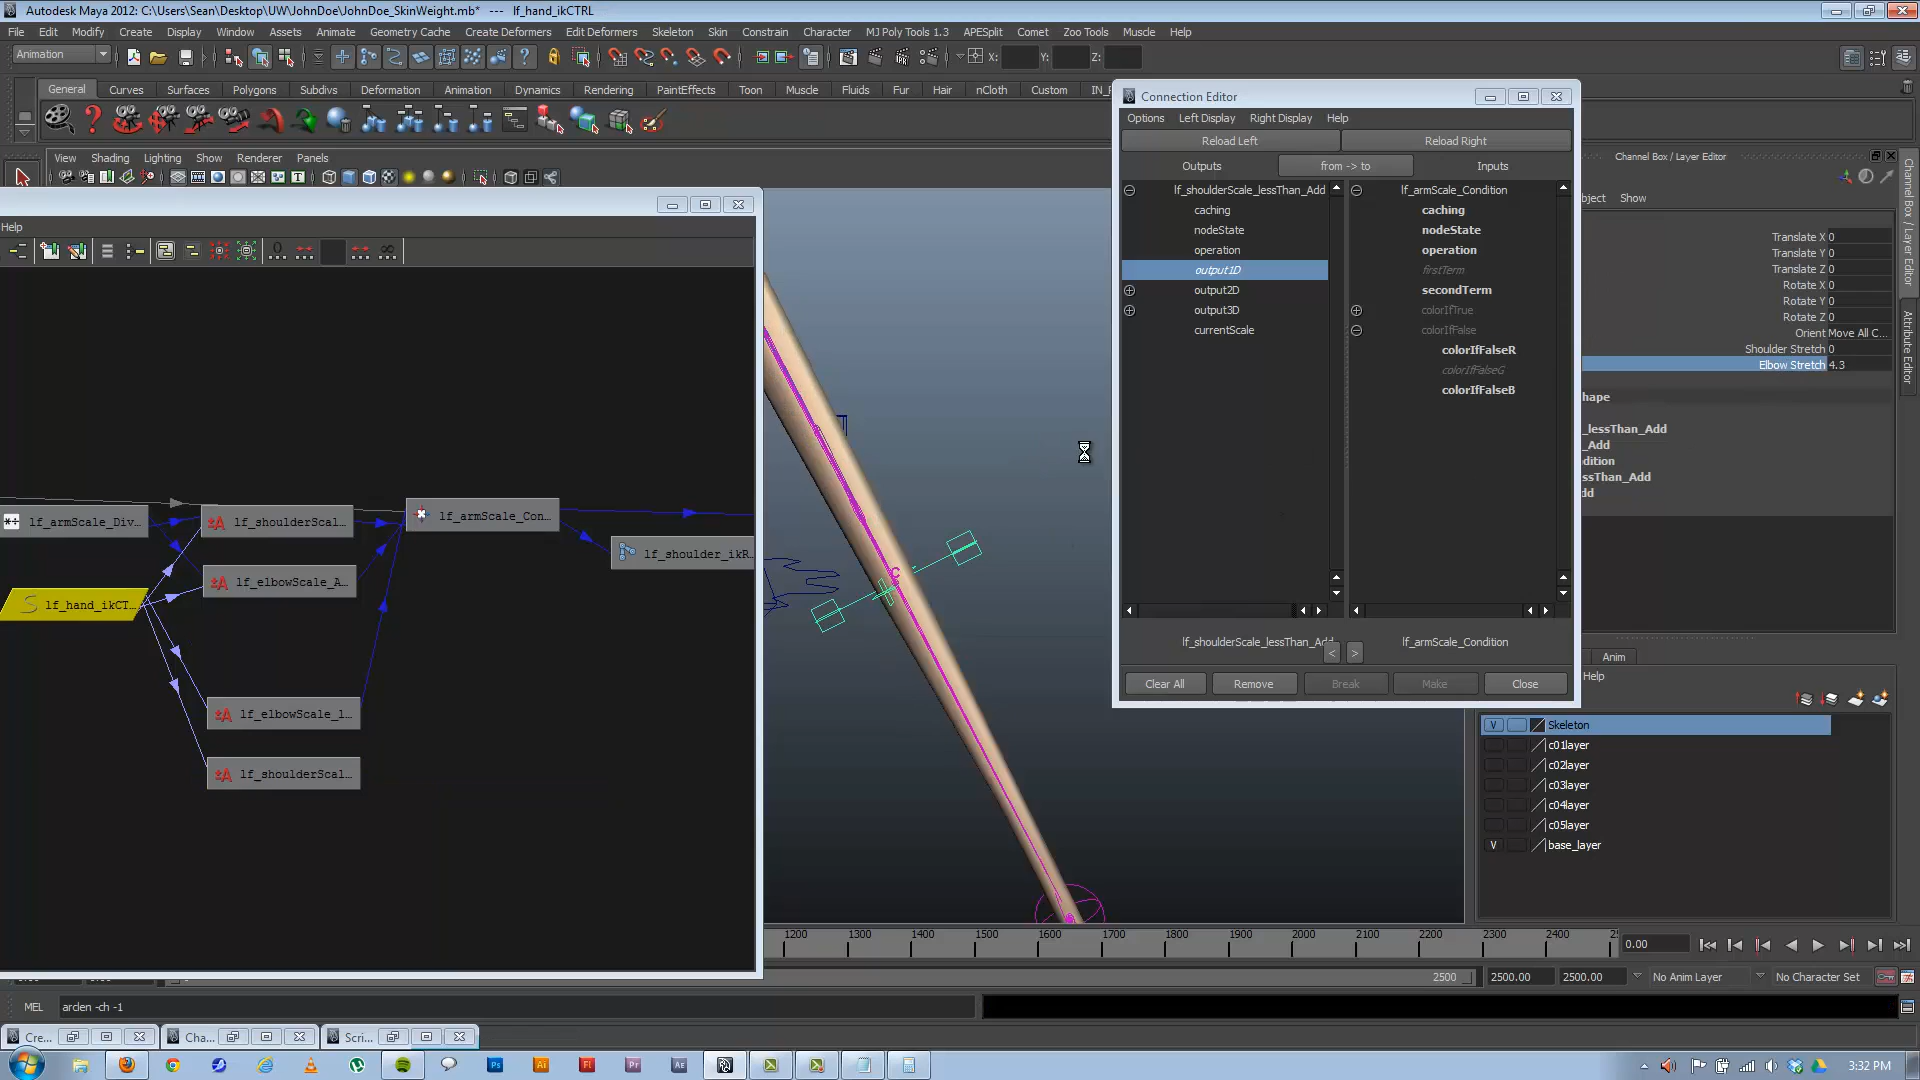 Autodesk Maya 2012: C:\Users\Sean\Desktop\UW\JohnDoe\JohnDoe_SkinWeight.mb* --- lf_hand_ikCTRL
File Edit Modify Create Display Window Assets Animate Geometry Cache Create Deformers Edit Deformers Skeleton Skin Constrain Character MJ Poly Tools 1.3 APESplit Comet Zoo Tools Muscle Help
Animation X: Y: Z:
General Curves Surfaces Polygons Subdivs Deformation Animation Dynamics Rendering PaintEffects Toon Muscle Fluids Fur Hair nCloth Custom
View Shading Lighting Show Renderer Panels
Help
lf_armScale_Div...
lf_shoulderScal...
lf_armScale_Con...
lf_shoulder_ikR...
lf_elbowScale_A...
lf_hand_ikCT...
lf_elbowScale_l...
lf_shoulderScal...
Connection Editor
Options Left Display Right Display Help
Reload Left Reload Right
Outputs from -> to Inputs
lf_shoulderScale_lessThan_Add lf_armScale_Condition
caching caching
nodeState nodeState
operation operation
output1D firstTerm
output2D secondTerm
output3D colorIfTrue
currentScale colorIfFalse
colorIfFalseR
colorIfFalseG
colorIfFalseB
lf_shoulderScale_lessThan_Add < > lf_armScale_Condition
Clear All Remove Break Make Close
Channel Box / Layer Editor
bject Show
Translate X 0
Translate Y 0
Translate Z 0
Rotate X 0
Rotate Y 0
Rotate Z 0
Orient Move All C...
Shoulder Stretch 0
Elbow Stretch 4.3
hape
_lessThan_Add
_Add
ndition
ssThan_Add
dd
Channel Box / Layer Editor
Attribute Editor
Anim
Help
V Skeleton
c01layer
c02layer
c03layer
c04layer
c05layer
V base_layer
1200 1300 1400 1500 1600 1700 1800 1900 2000 2100 2200 2300 2400 0.00
2500 2500.00 2500.00 No Anim Layer No Character Set
MEL arden -ch -1
Cre... Cha... Scri...
3:32 PM